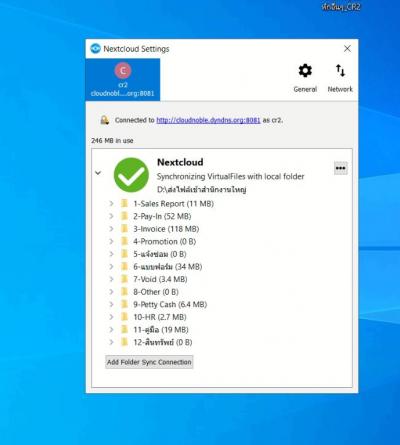 ตึกอื่นๆ_CR2
Nextcloud Settings
C
cr2
cloudnobl....org:8081
General
Network
Connected to http://cloudnoble.dyndns.org:8081 as cr2.
246 MB in use
Nextcloud
Synchronizing VirtualFiles with local folder
D:\ส่งไฟล์เข้าสำนักงานใหญ่
1-Sales Report (11 MB)
2-Pay-In (52 MB)
3-Invoice (118 MB)
4-Promotion (0 B)
5-แจ้งซ่อม (0 B)
6-แบบฟอร์ม (34 MB)
7-Void (3.4 MB)
8-Other (0 B)
9-Petty Cash (6.4 MB)
10-HR (2.7 MB)
11-คู่มือ (19 MB)
12-สินทรัพย์ (0 B)
Add Folder Sync Connection